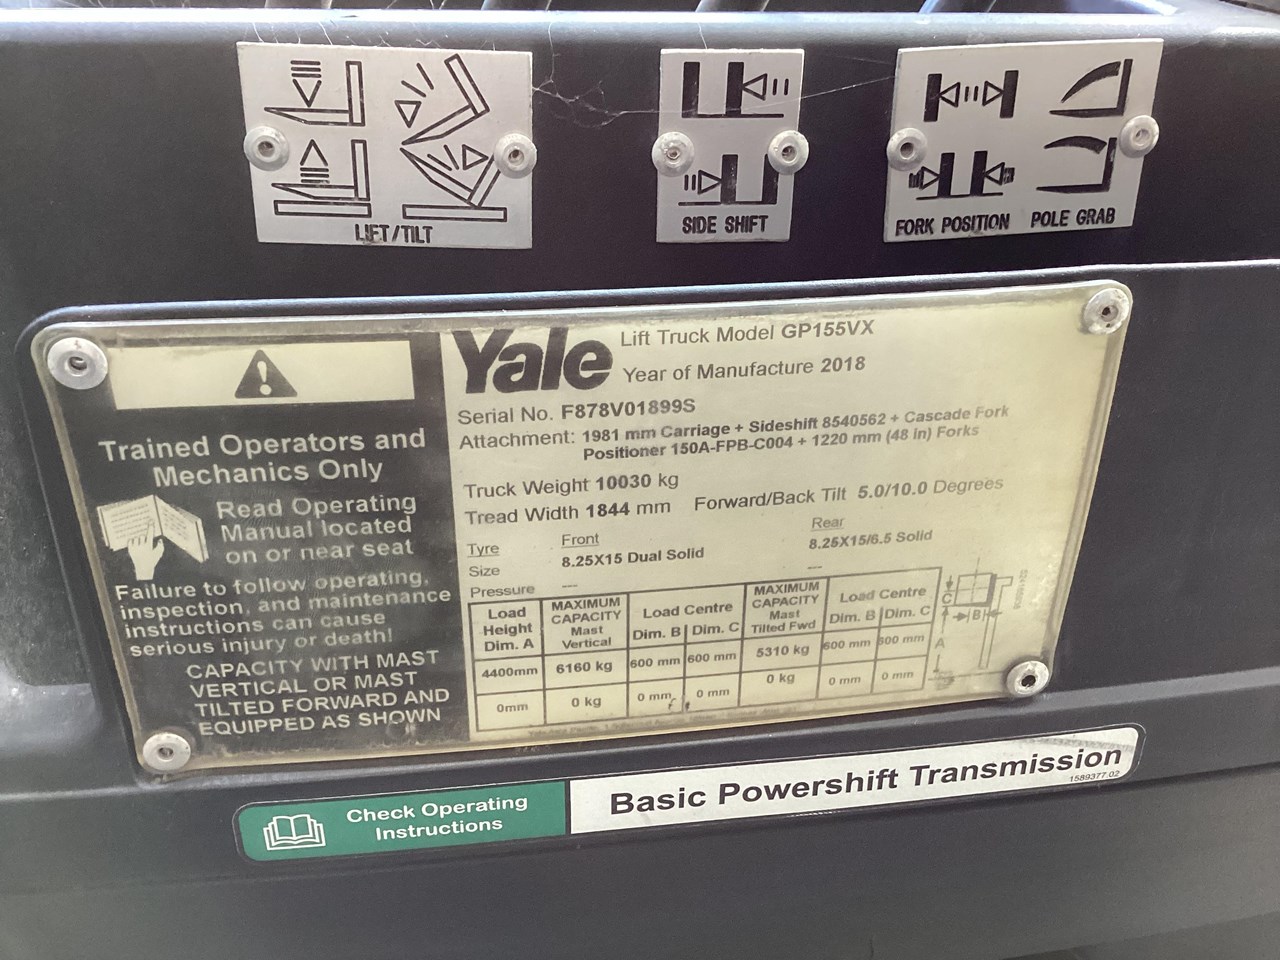 LIFT/TILT
SIDE SHIFT
FORK POSITION POLE GRAB
Trained Operators and
Mechanics Only
Read Operating
Manual located
on or near seat
Failure to follow operating,
inspection, and maintenance
instructions can cause
serious injury or death!
CAPACITY WITH MAST
VERTICAL OR MAST
TILTED FORWARD AND
EQUIPPED AS SHOWN
Yale
Lift Truck Model GP155VX
Year of Manufacture 2018
Serial No. F878V01899S
Attachment: 1981 mm Carriage + Sideshift 8540562 + Cascade Fork
Positioner 150A-FPB-C004 + 1220 mm (48 in) Forks
Truck Weight 10030 kg
Tread Width 1844 mm Forward/Back Tilt 5.0/10.0 Degrees
Tyre Front Rear
Size 8.25X15 Dual Solid 8.25X15/6.5 Solid
Pressure --- ---
Load Height Dim. A MAXIMUM CAPACITY Mast Vertical Load Centre Dim. B Dim. C MAXIMUM CAPACITY Mast Tilted Fwd Load Centre Dim. B Dim. C
4400mm 6160 kg 600 mm 600 mm 5310 kg 600 mm 600 mm
0mm 0 kg 0 mm 0 mm 0 kg 0 mm 0 mm
C
B
A
Check Operating
Instructions
Basic Powershift Transmission
1589377.02